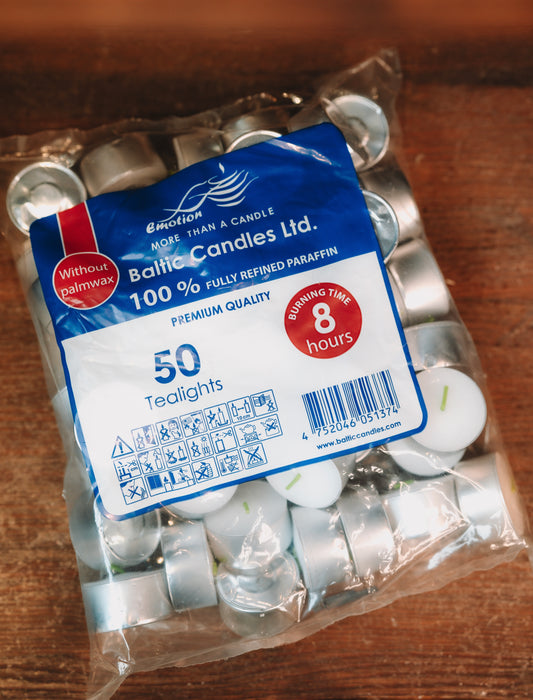 Emotion
MORE THAN A CANDLE
Baltic Candles Ltd.
100 % FULLY REFINED PARAFFIN
Without
palmwax
PREMIUM QUALITY
BURNING TIME
8
hours
50
Tealights
4 752046 051374
www.balticcandles.com